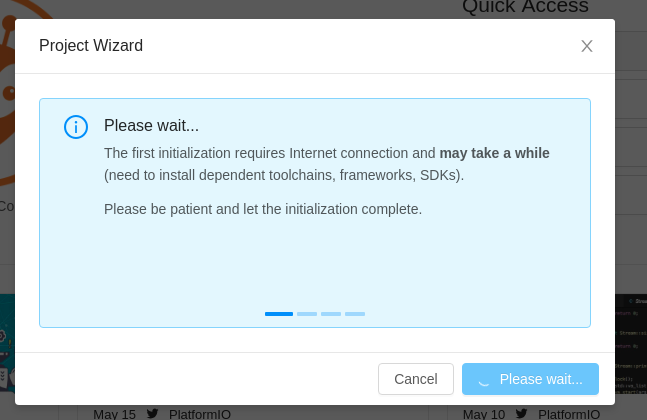 Quick Access
Project Wizard
Please wait...
The first initialization requires Internet connection and may take a while
(need to install dependent toolchains, frameworks, SDKs).
Please be patient and let the initialization complete.
Cancel
Please wait...
May 15 PlatformIO
May 10 PlatformIO